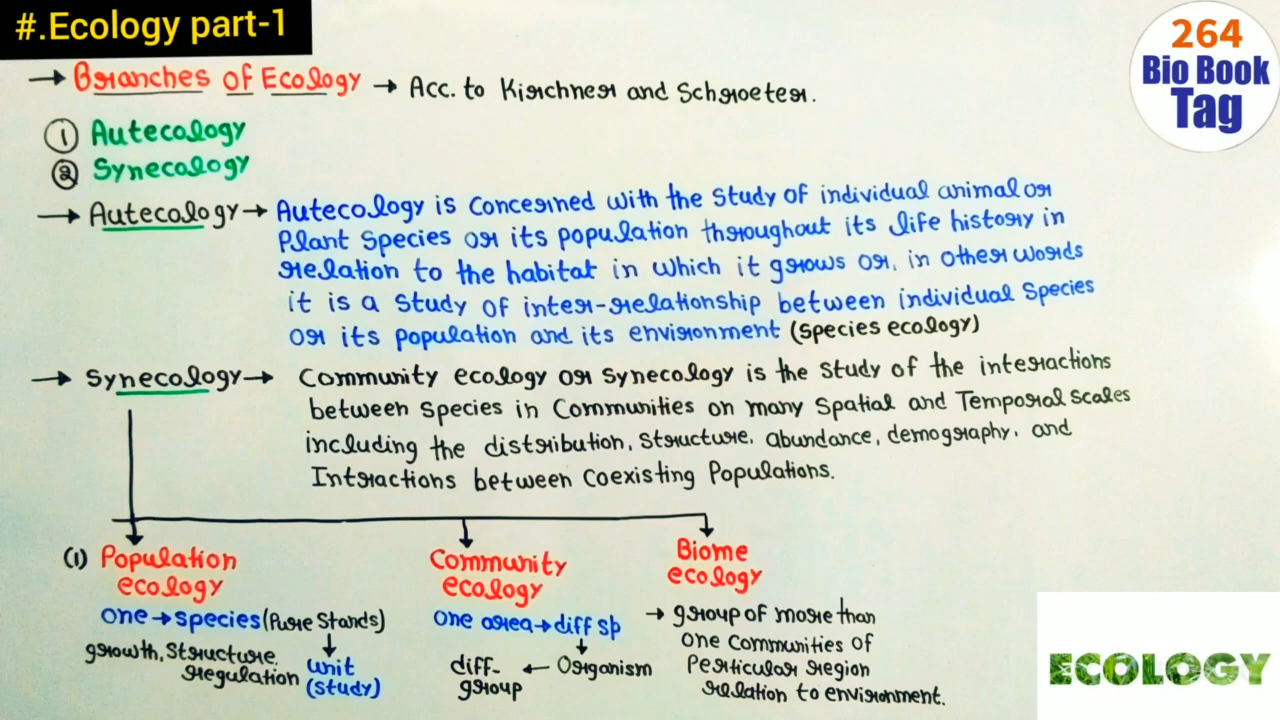 #.Ecology part-1
264
Bio Book
Tag
→ Branches of Ecology → Acc. to Kirchner and Schroeter.
① Autecology
② Synecology
→ Autecology → Autecology is concerned with the study of individual animal or
Plant Species or its population throughout its life history in
relation to the habitat in which it grows or, in other words
it is a study of inter-relationship between individual Species
or its population and its environment (species ecology)
→ Synecology → Community ecology or Synecology is the study of the interactions
between species in Communities on many Spatial and Temporal scales
including the distribution, structure, abundance, demography, and
Interactions between Coexisting Populations.
(1) Population
ecology
one → species (Pure Stands)
growth, Structure,
regulation
unit
(study)
Community
ecology
one area → diff sp
diff- ← Organism
group
Biome
ecology
→ group of more than
one communities of
Perticular region
relation to environment.
ECOLOGY